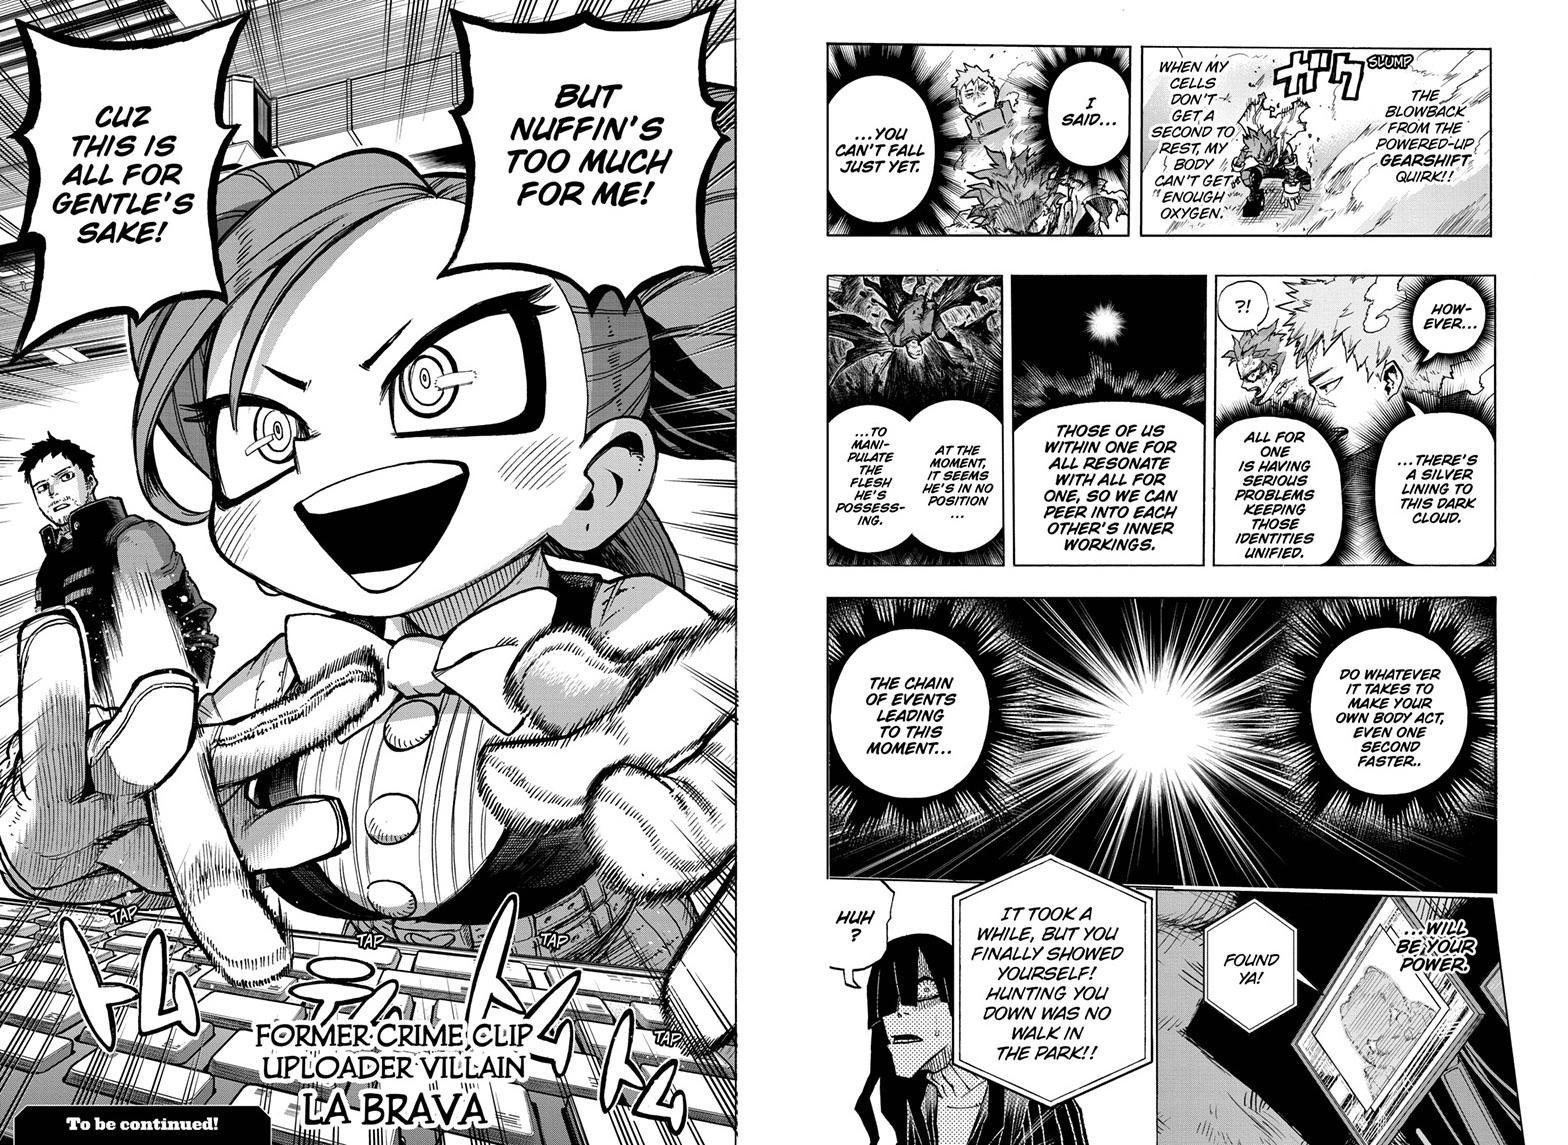 THE
BLOWBACK
FROM THE
POWERED-UP
GEARSHIFT
QUIRK!!
ガク
SLUMP
WHEN MY
CELLS
DON'T
GET A
SECOND TO
REST, MY
BODY
CAN'T GET
ENOUGH
OXYGEN.
I
SAID...
...YOU
CAN'T FALL
JUST YET.
HOW-
EVER...
?!
...THERE'S
A SILVER
LINING TO
THIS DARK
CLOUD.
ALL FOR
ONE
IS HAVING
SERIOUS
PROBLEMS
KEEPING
THOSE
IDENTITIES
UNIFIED.
THOSE OF US
WITHIN ONE FOR
ALL RESONATE
WITH ALL FOR
ONE, SO WE CAN
PEER INTO EACH
OTHER'S INNER
WORKINGS.
AT THE
MOMENT,
IT SEEMS
HE'S IN NO
POSITION
...
...TO
MANI-
PULATE
THE
FLESH
HE'S
POSSESS-
ING.
DO WHATEVER
IT TAKES TO
MAKE YOUR
OWN BODY ACT,
EVEN ONE
SECOND
FASTER..
THE CHAIN
OF EVENTS
LEADING
TO THIS
MOMENT...
...WILL
BE YOUR
POWER.
FOUND
YA!
IT TOOK A
WHILE, BUT YOU
FINALLY SHOWED
YOURSELF!
HUNTING YOU
DOWN WAS NO
WALK IN
THE PARK!!
HUH
?
BUT
NUFFIN'S
TOO MUCH
FOR ME!
CUZ
THIS IS
ALL FOR
GENTLE'S
SAKE!
TAP
TAP
TAP
TAP
FORMER CRIME CLIP
UPLOADER VILLAIN
LA BRAVA
To be continued!